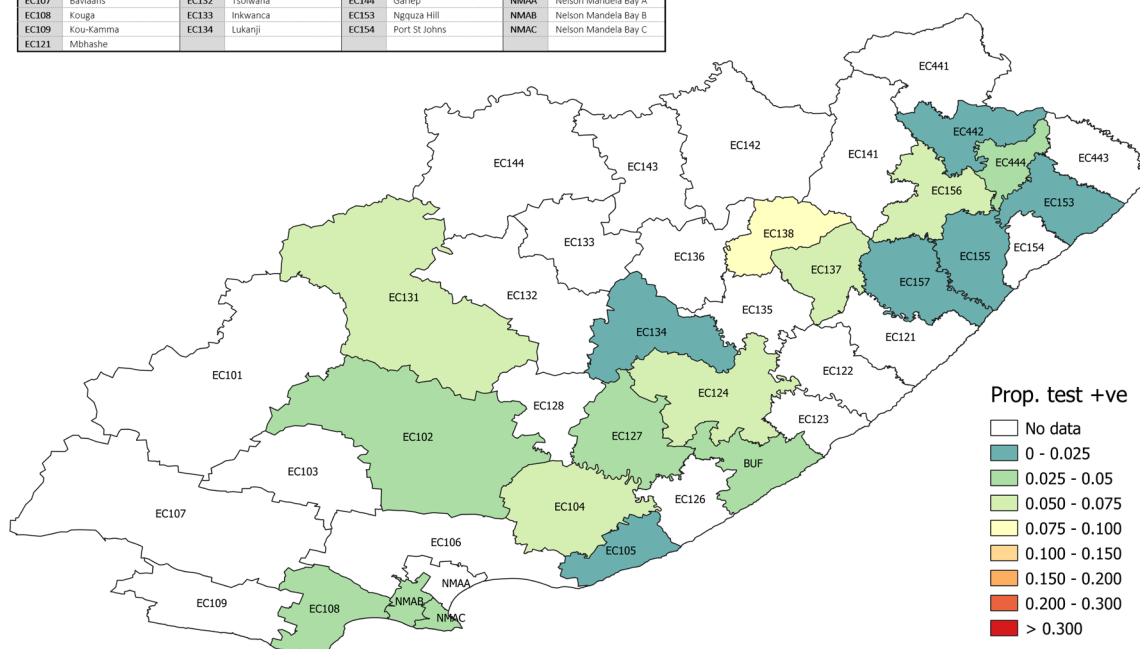 EC107 Baviaans EC132 Tsolwana EC144 Gariep NMAA Nelson Mandela Bay A
EC108 Kouga EC133 Inkwanca EC153 Ngquza Hill NMAB Nelson Mandela Bay B
EC109 Kou-Kamma EC134 Lukanji EC154 Port St Johns NMAC Nelson Mandela Bay C
EC121 Mbhashe
EC441
EC442
EC141
EC142
EC143
EC144
EC444
EC443
EC156
EC153
EC138
EC133
EC136
EC137
EC154
EC155
EC157
EC131
EC132
EC135
EC134
EC121
EC101
EC122
EC124
EC128
EC123
EC102
EC127
BUF
EC103
EC126
EC104
EC107
EC106
EC105
NMAA
EC109
EC108
NMAB
NMAC
Prop. test +ve
No data
0 - 0.025
0.025 - 0.05
0.050 - 0.075
0.075 - 0.100
0.100 - 0.150
0.150 - 0.200
0.200 - 0.300
> 0.300